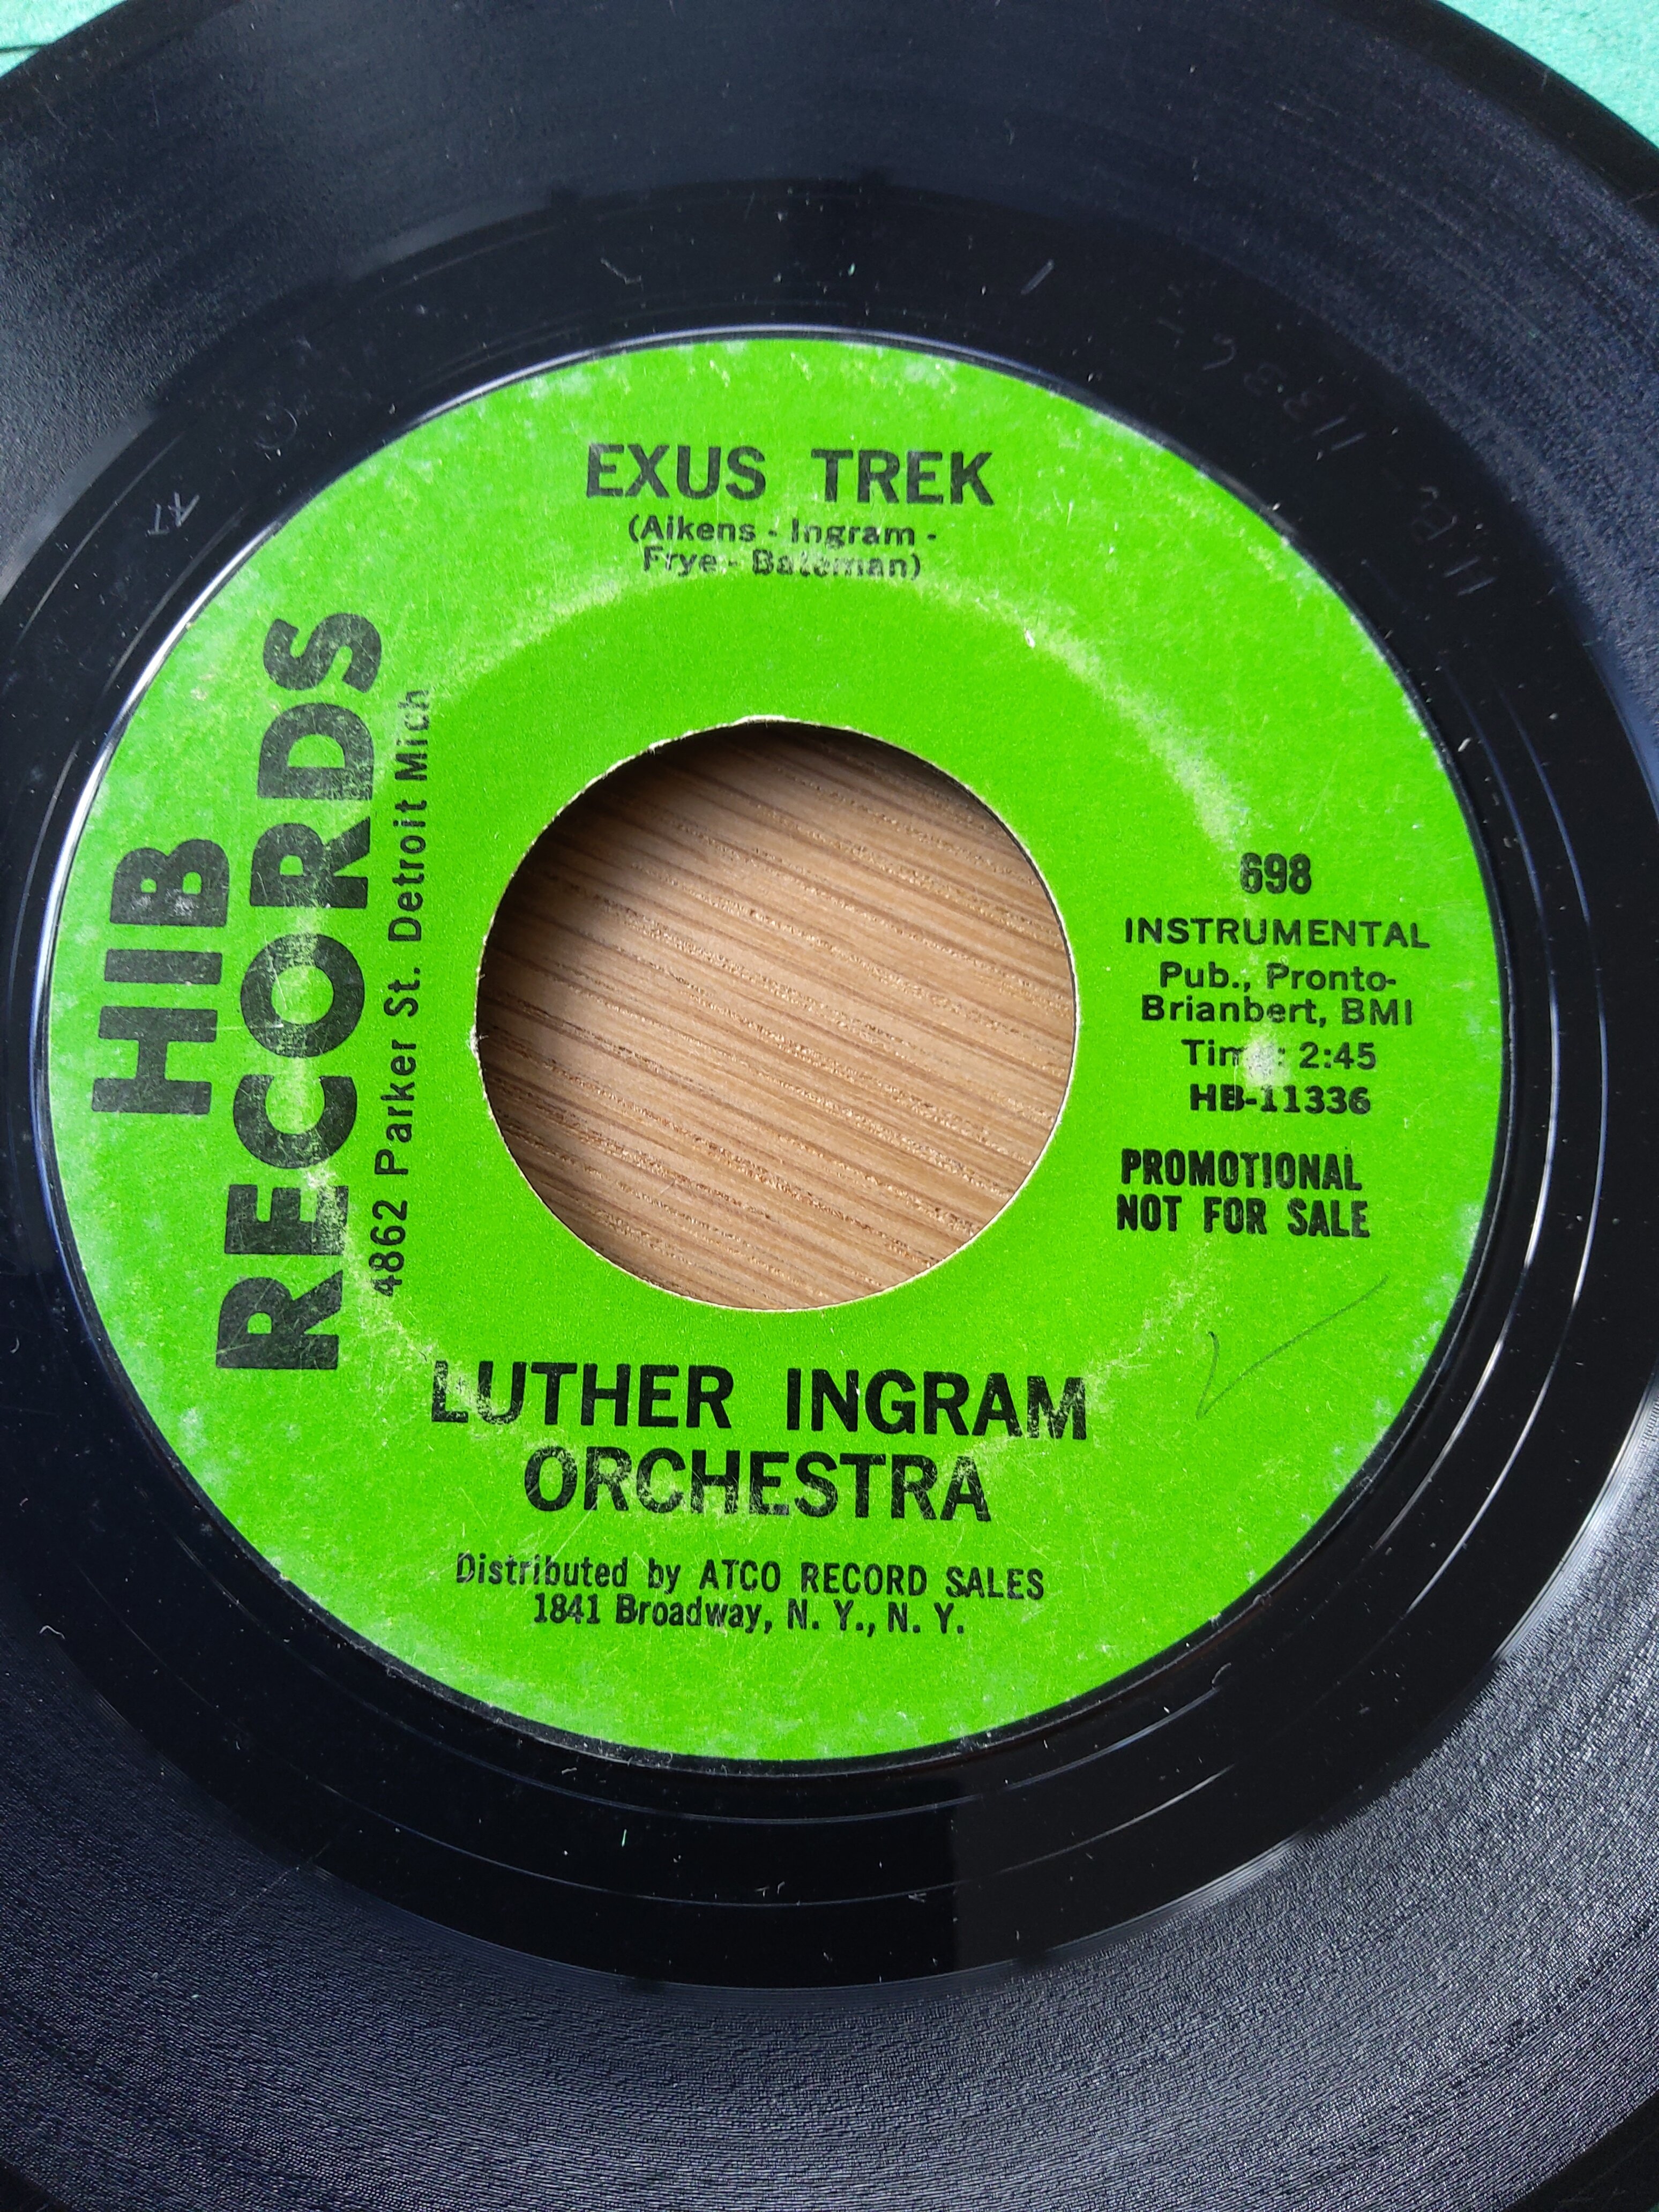 EXUS TREK
(Aikens - Ingram -
Frye - Bateman)
HIB
RECORDS
4862 Parker St. Detroit Mich
698
INSTRUMENTAL
Pub., Pronto-
Brianbert, BMI
Time: 2:45
HB-11336
PROMOTIONAL
NOT FOR SALE
LUTHER INGRAM
ORCHESTRA
Distributed by ATCO RECORD SALES
1841 Broadway, N. Y., N. Y.